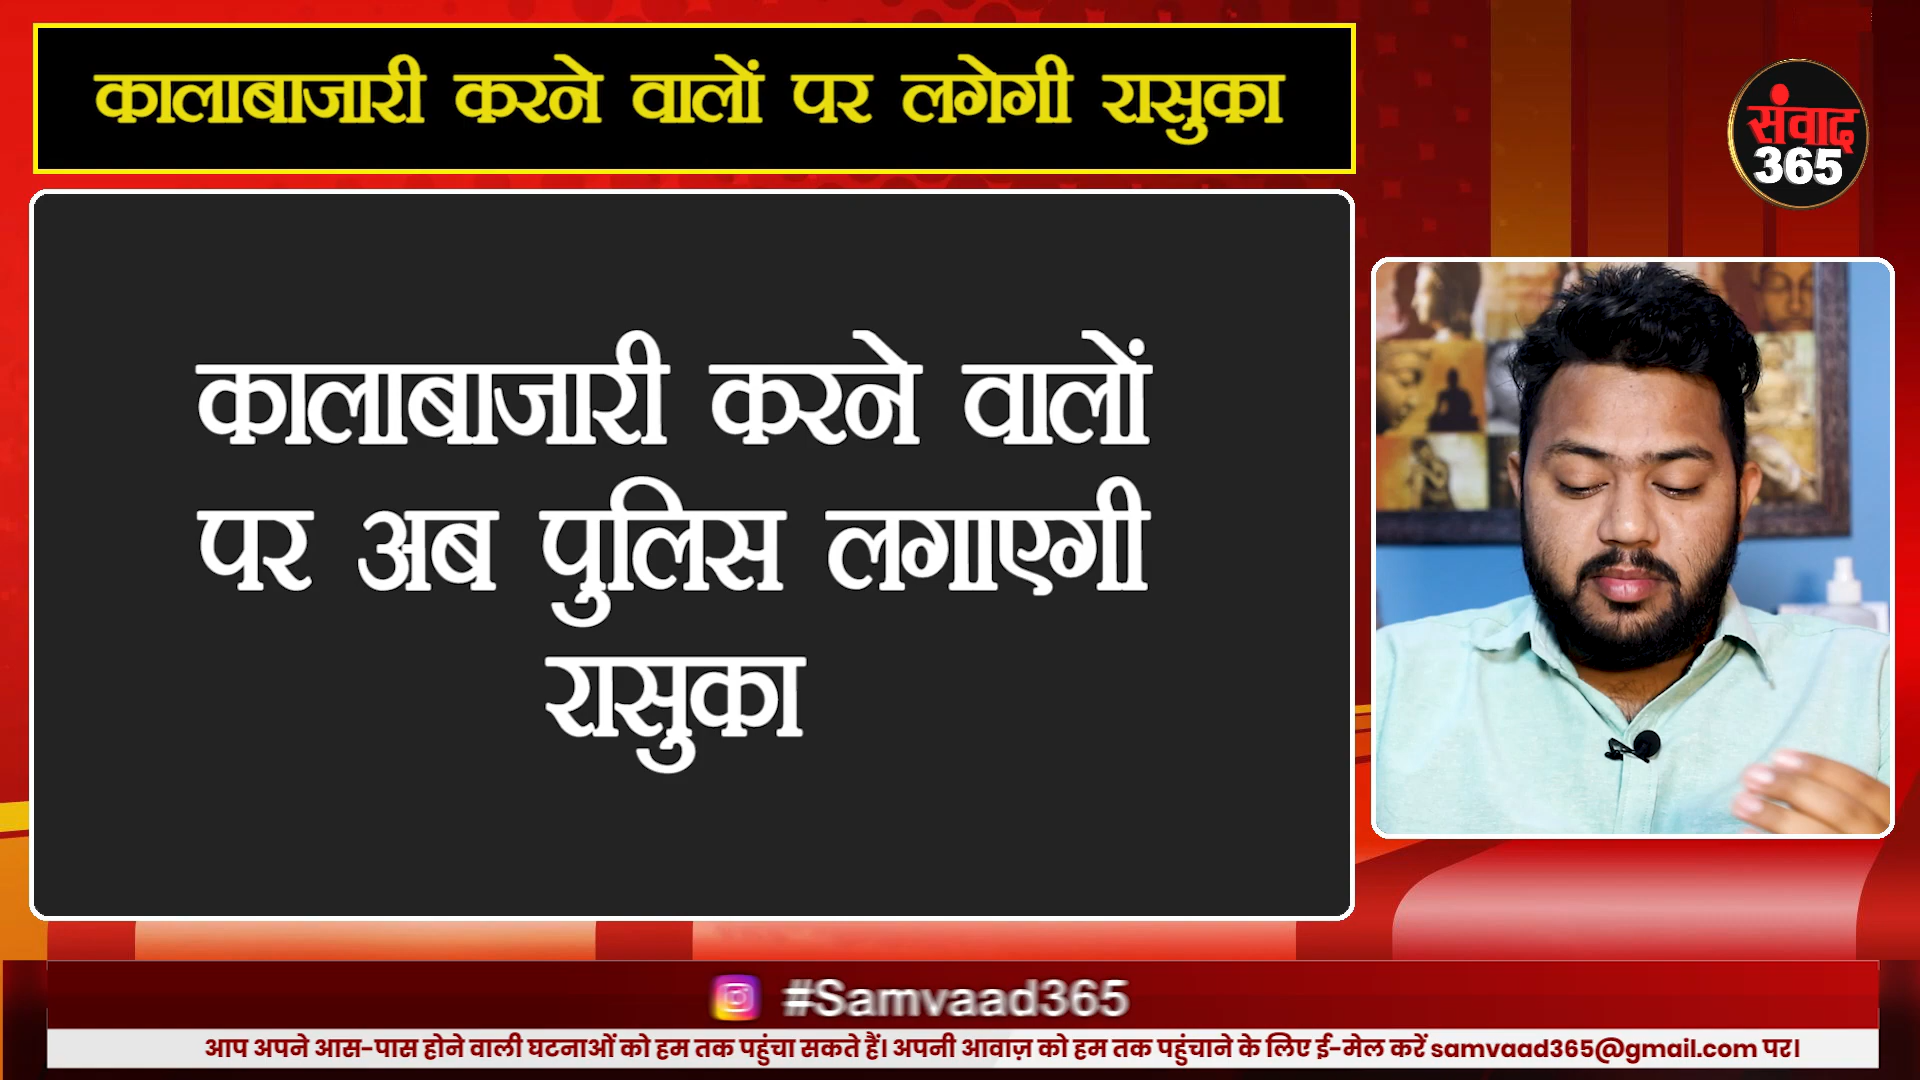 कालाबाजारी करने वालों पर लगेगी रासुका
संवाद
365
कालाबाजारी करने वालों
पर अब पुलिस लगाएगी
रासुका
#Samvaad365
आप अपने आस-पास होने वाली घटनाओं को हम तक पहुंचा सकते हैं। अपनी आवाज़ को हम तक पहुंचाने के लिए ई-मेल करें samvaad365@gmail.com पर।